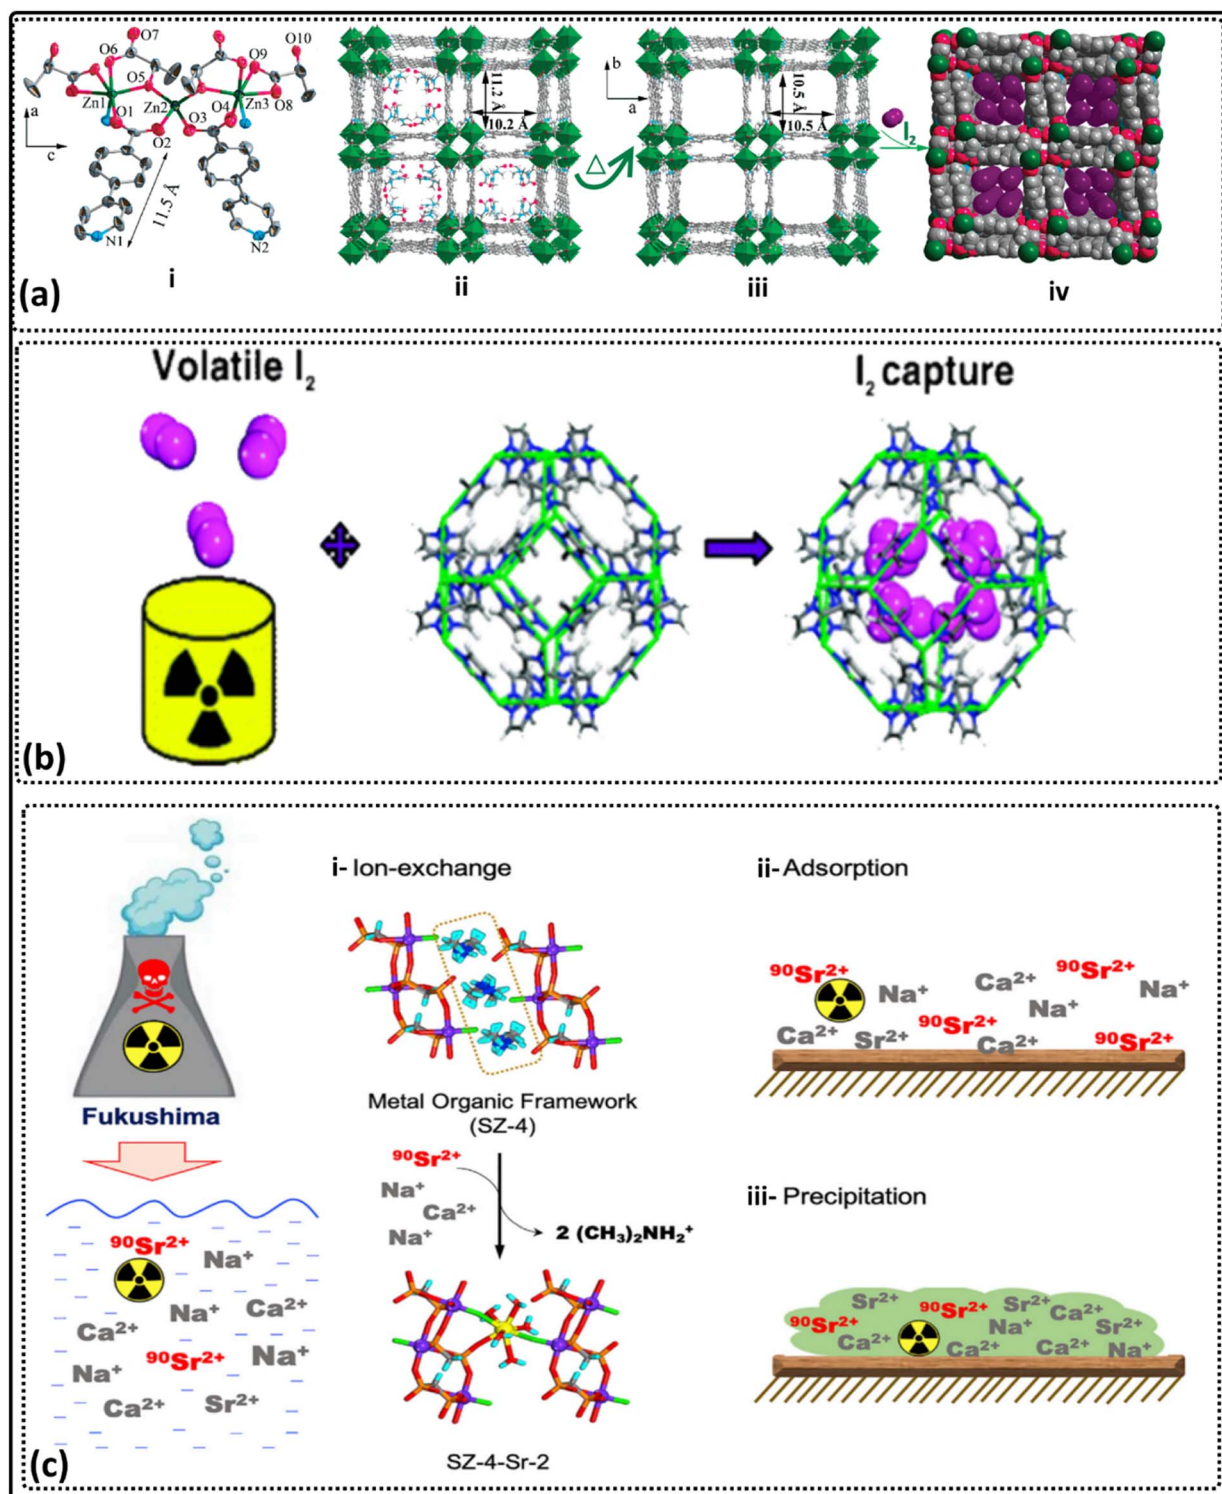 O7
O10
O6
O9
O5
Zn1
Zn2
O4
Zn3
O8
O1
O3
O2
a
c
11.5 Å
N1
N2
i
11.2 Å
10.2 Å
ii
Δ
b
a
10.5 Å
10.5 Å
iii
I₂
iv
(a)
Volatile I₂
I₂ capture
(b)
Fukushima
⁹⁰Sr²⁺
Na⁺
Na⁺
Ca²⁺
Ca²⁺
⁹⁰Sr²⁺
Na⁺
Na⁺
Ca²⁺
Sr²⁺
i- Ion-exchange
Metal Organic Framework
(SZ-4)
⁹⁰Sr²⁺
Na⁺
Ca²⁺
Na⁺
2 (CH₃)₂NH₂⁺
SZ-4-Sr-2
ii- Adsorption
⁹⁰Sr²⁺
Na⁺
Ca²⁺
⁹⁰Sr²⁺
Na⁺
Na⁺
Ca²⁺
Sr²⁺
⁹⁰Sr²⁺
Ca²⁺
⁹⁰Sr²⁺
iii- Precipitation
Sr²⁺
⁹⁰Sr²⁺
Sr²⁺
Ca²⁺
⁹⁰Sr²⁺
Na⁺
Sr²⁺
Ca²⁺
Ca²⁺
Ca²⁺
Na⁺
(c)